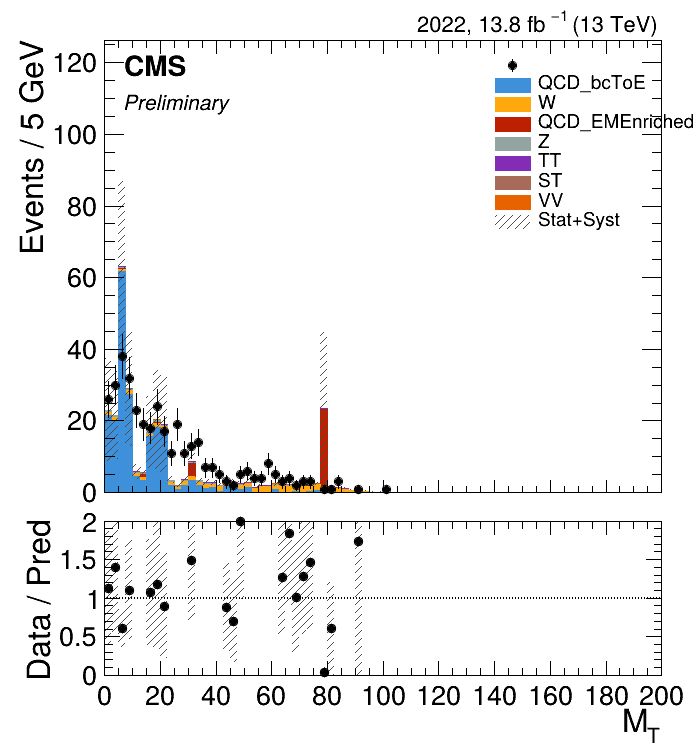 2022, 13.8 fb⁻¹ (13 TeV)
Events / 5 GeV
120
100
80
60
40
20
0
CMS
Preliminary
QCD_bcToE
W
QCD_EMEnriched
Z
TT
ST
VV
Stat+Syst
Data / Pred
2
1.5
1
0.5
0
0 20 40 60 80 100 120 140 160 180 200
M_T